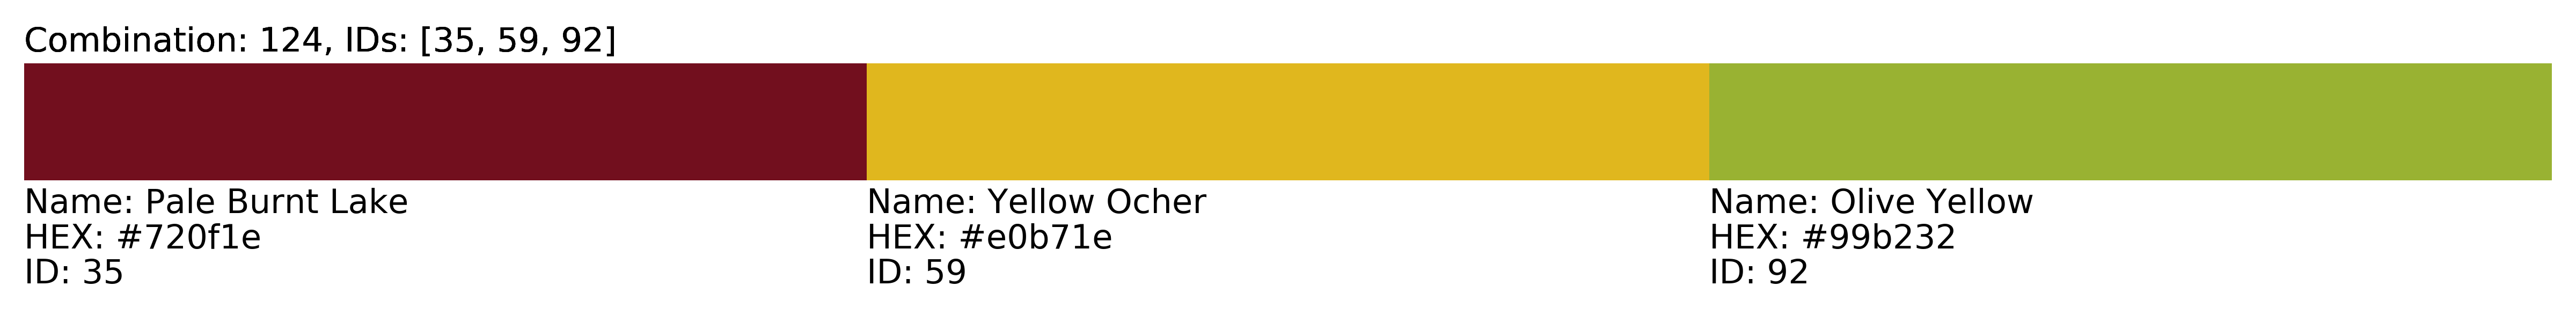 Combination: 124, IDs: [35, 59, 92]
Name: Pale Burnt Lake
HEX: #720f1e
ID: 35
Name: Yellow Ocher
HEX: #e0b71e
ID: 59
Name: Olive Yellow
HEX: #99b232
ID: 92